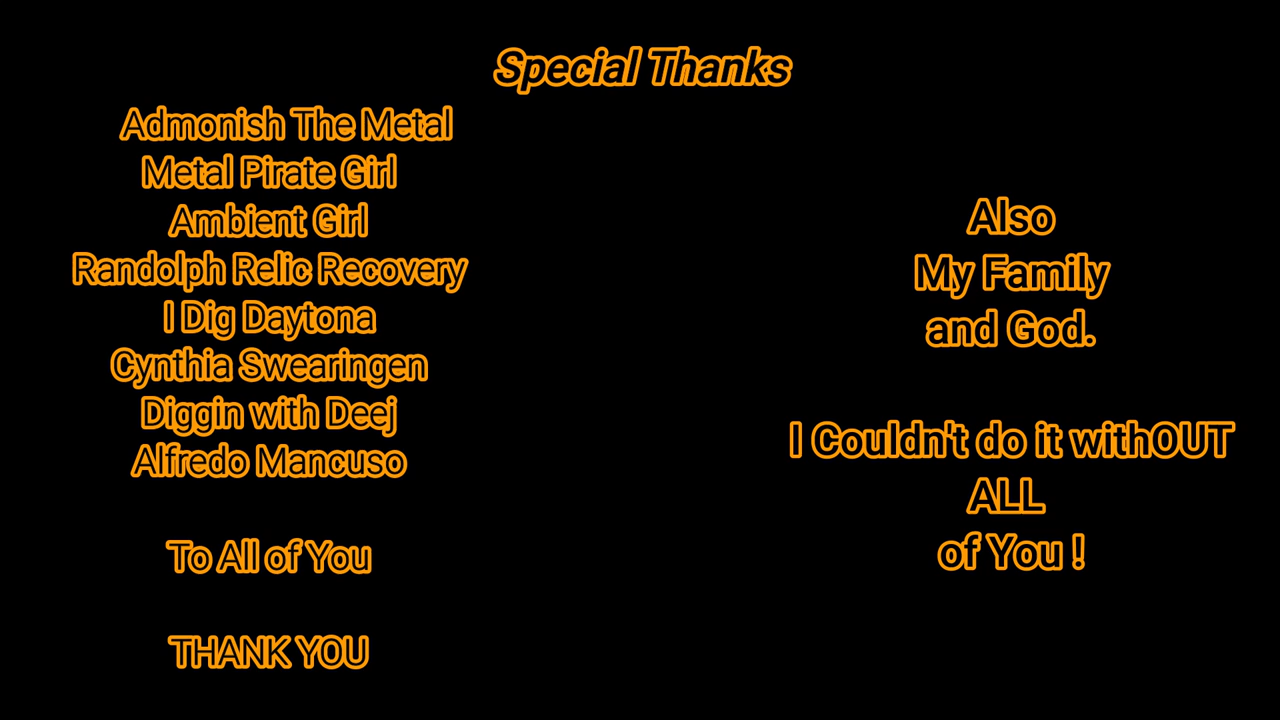 Special Thanks
Admonish The Metal
Metal Pirate Girl
Ambient Girl
Randolph Relic Recovery
I Dig Daytona
Cynthia Swearingen
Diggin with Deej
Alfredo Mancuso
To All of You
THANK YOU
Also
My Family
and God.
I Couldn't do it withOUT
ALL
of You !